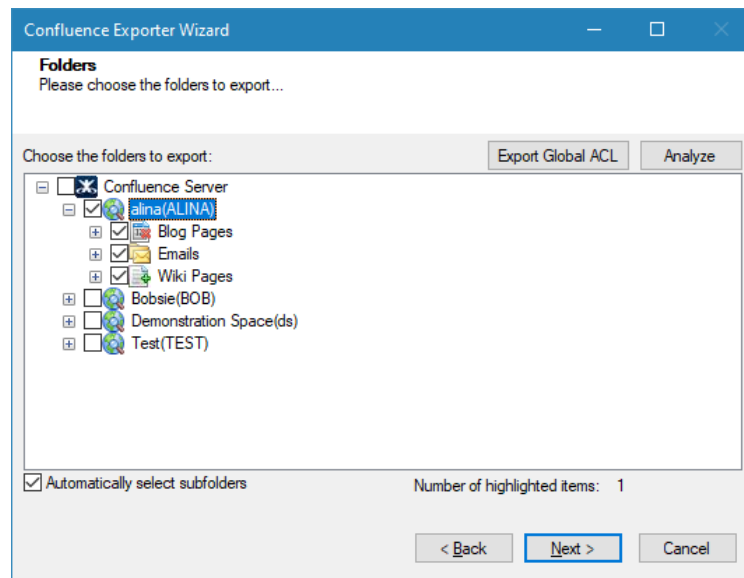 Confluence Exporter Wizard
Folders
Please choose the folders to export...
Choose the folders to export:
Export Global ACL
Analyze
Confluence Server
alina(ALINA)
Blog Pages
Emails
Wiki Pages
Bobsie(BOB)
Demonstration Space(ds)
Test(TEST)
Automatically select subfolders
Number of highlighted items: 1
< Back
Next >
Cancel